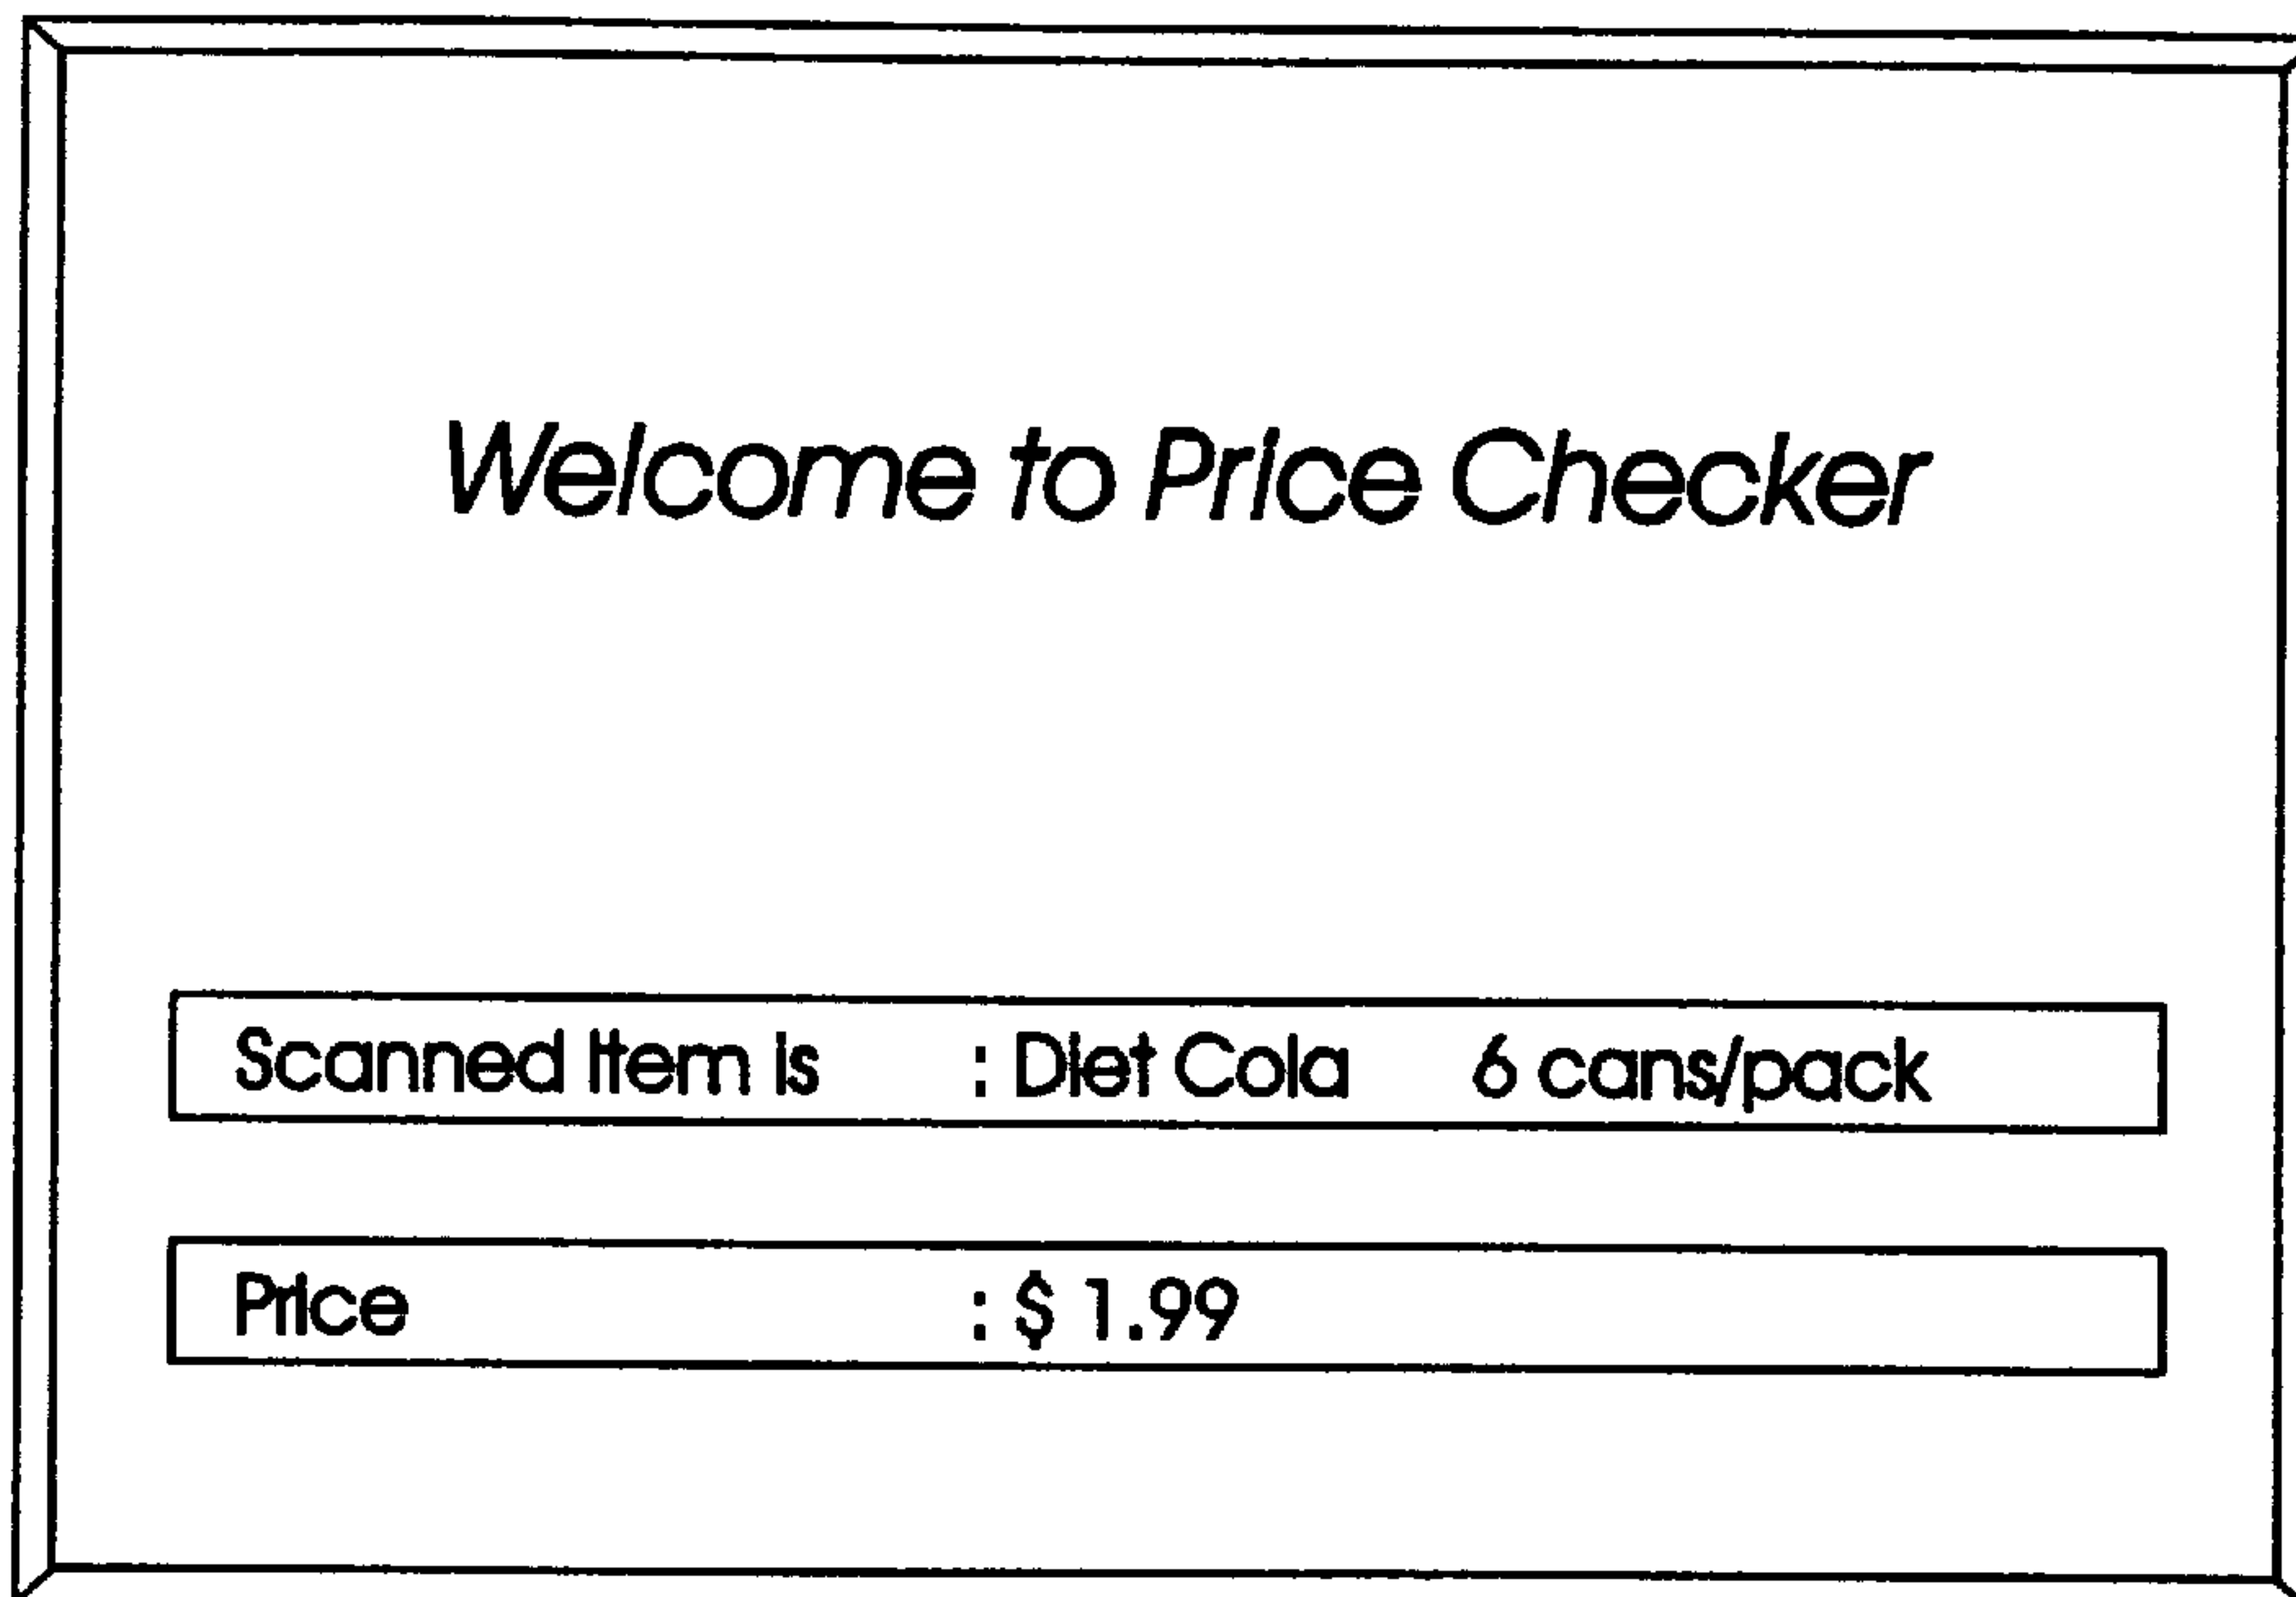 Welcome to Price Checker
Scanned Item is : Diet Cola 6 cans/pack
Price : $ 1.99